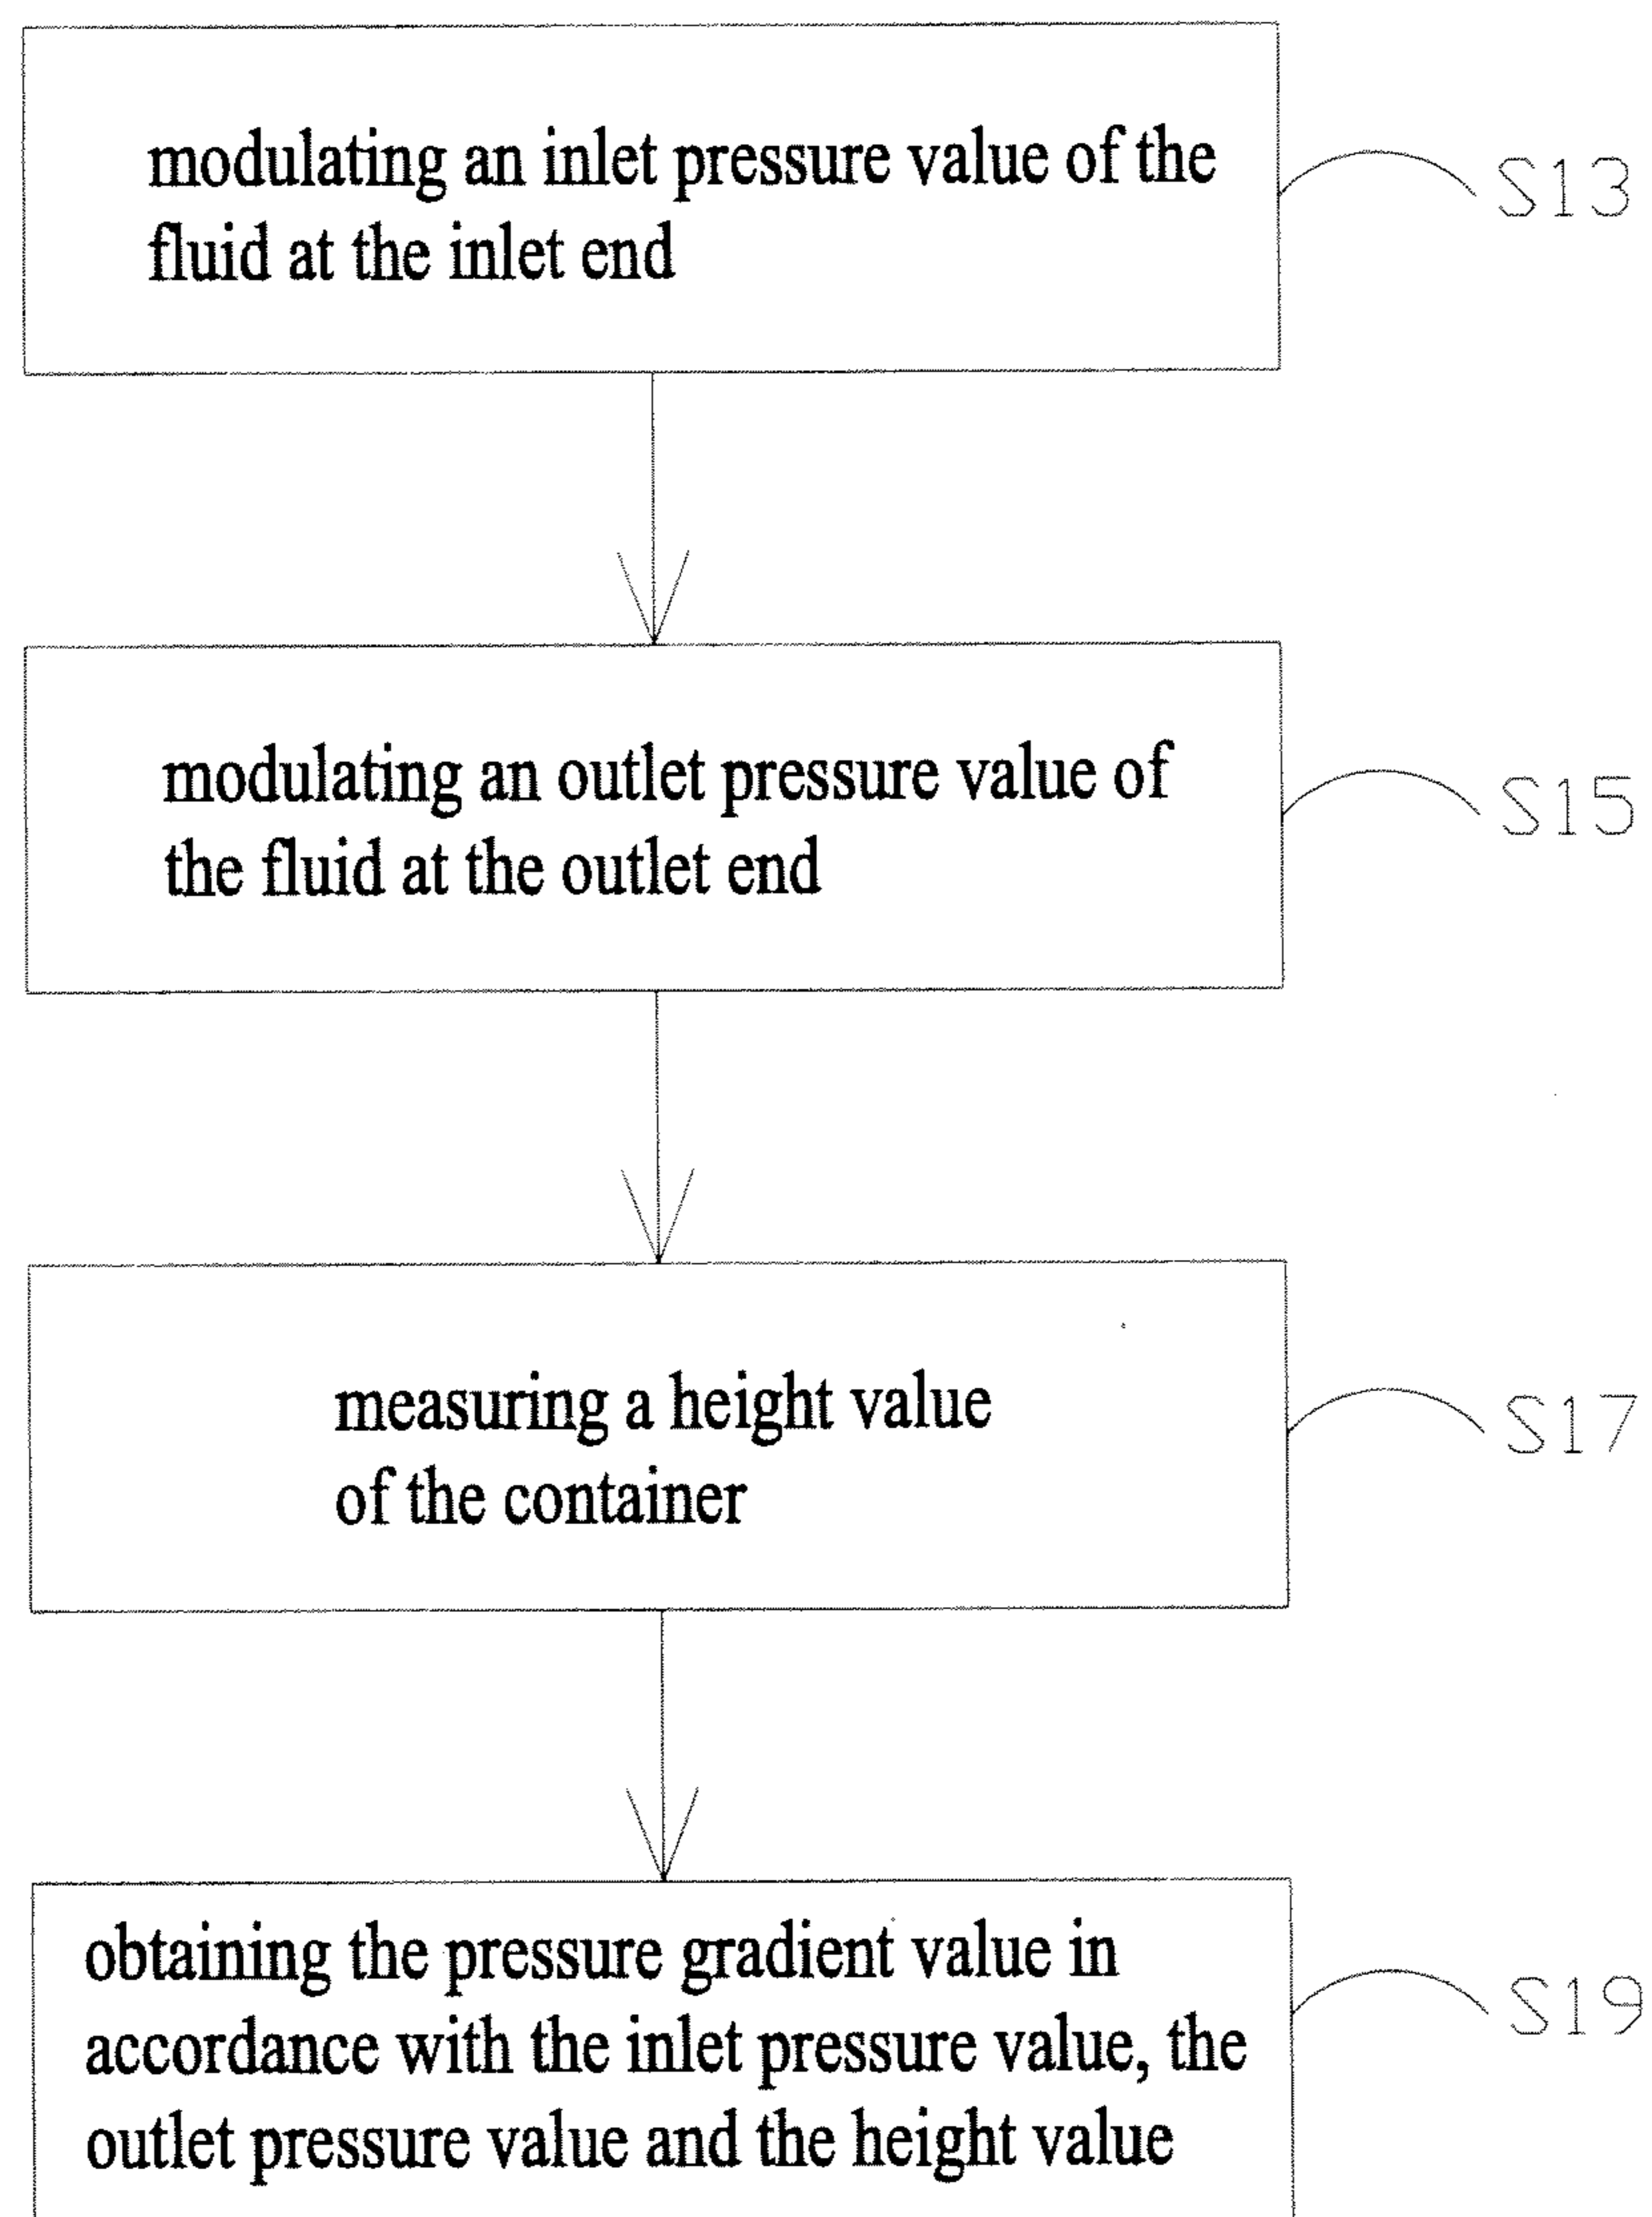 modulating an inlet pressure value of the
fluid at the inlet end
S13
modulating an outlet pressure value of
the fluid at the outlet end
S15
measuring a height value
of the container
S17
obtaining the pressure gradient value in
accordance with the inlet pressure value, the
outlet pressure value and the height value
S19